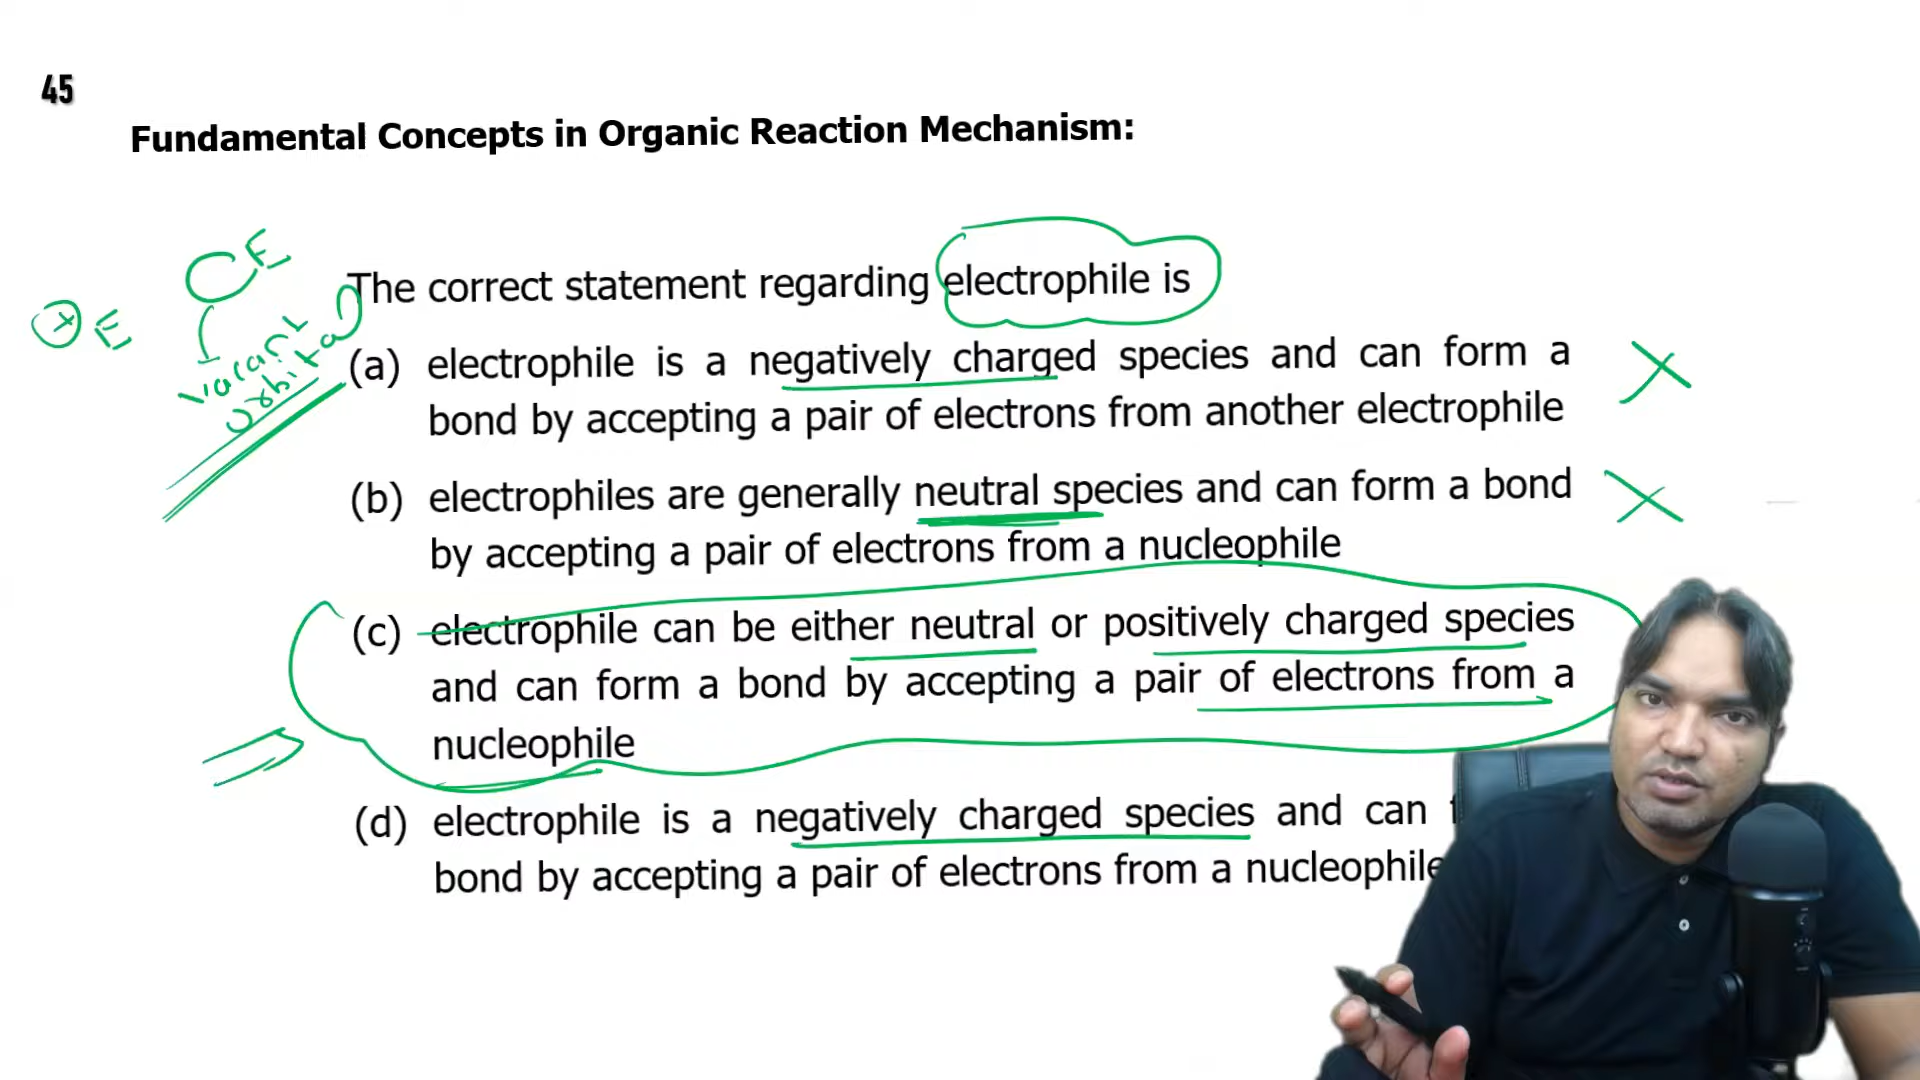 45
Fundamental Concepts in Organic Reaction Mechanism:
E
+ E
vacant
orbital
The correct statement regarding electrophile is
(a) electrophile is a negatively charged species and can form a
bond by accepting a pair of electrons from another electrophile
(b) electrophiles are generally neutral species and can form a bond
by accepting a pair of electrons from a nucleophile
(c) electrophile can be either neutral or positively charged species
and can form a bond by accepting a pair of electrons from a
nucleophile
(d) electrophile is a negatively charged species and can
bond by accepting a pair of electrons from a nucleophile